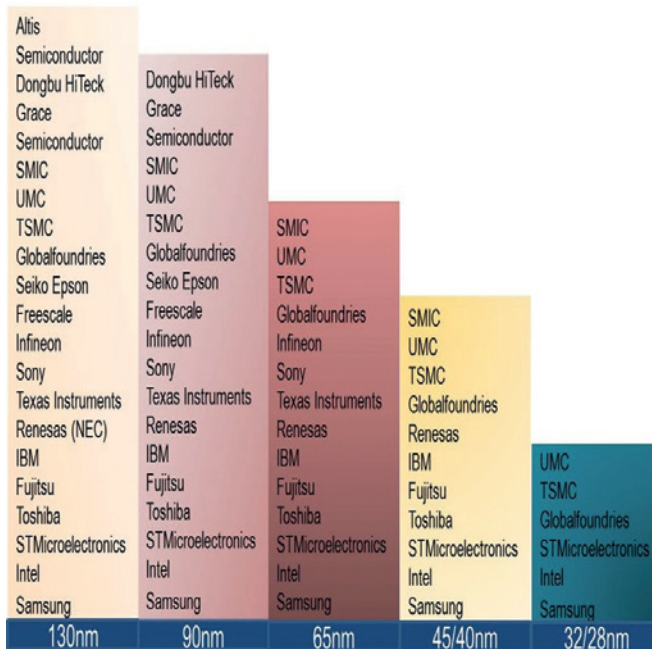 Altis
Semiconductor
Dongbu HiTeck
Grace
Semiconductor
SMIC
UMC
TSMC
Globalfoundries
Seiko Epson
Freescale
Infineon
Sony
Texas Instruments
Renesas (NEC)
IBM
Fujitsu
Toshiba
STMicroelectronics
Intel
Samsung
130nm
Dongbu HiTeck
Grace
Semiconductor
SMIC
UMC
TSMC
Globalfoundries
Seiko Epson
Freescale
Infineon
Sony
Texas Instruments
Renesas
IBM
Fujitsu
Toshiba
STMicroelectronics
Intel
Samsung
90nm
SMIC
UMC
TSMC
Globalfoundries
Infineon
Sony
Texas Instruments
Renesas
IBM
Fujitsu
Toshiba
STMicroelectronics
Intel
Samsung
65nm
SMIC
UMC
TSMC
Globalfoundries
Renesas
IBM
Fujitsu
Toshiba
STMicroelectronics
Intel
Samsung
45/40nm
UMC
TSMC
Globalfoundries
STMicroelectronics
Intel
Samsung
32/28nm